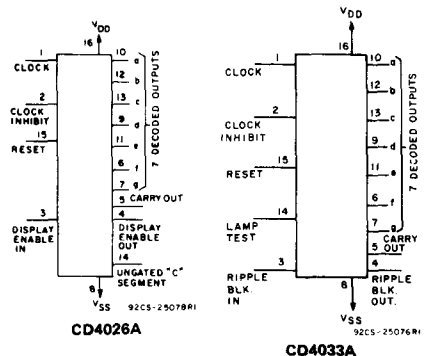 VDD
16
1
CLOCK
2
CLOCK
INHIBIT
15
RESET
3
DISPLAY
ENABLE
IN
10 a
12 b
13 c
9 d
11 e
6 f
7 g
7 DECODED OUTPUTS
5 CARRY OUT
4
DISPLAY
ENABLE
OUT
14
UNGATED "C"
SEGMENT
8
VSS
92CS-25078RI
CD4026A
VDD
16
1
CLOCK
2
CLOCK
INHIBIT
15
RESET
14
LAMP
TEST
3
RIPPLE
BLK.
IN
10 a
12 b
13 c
9 d
11 e
6 f
7 g
7 DECODED OUTPUTS
CARRY
5 OUT
4
RIPPLE
BLK.
OUT.
8
VSS
92CS-25076RI
CD4033A